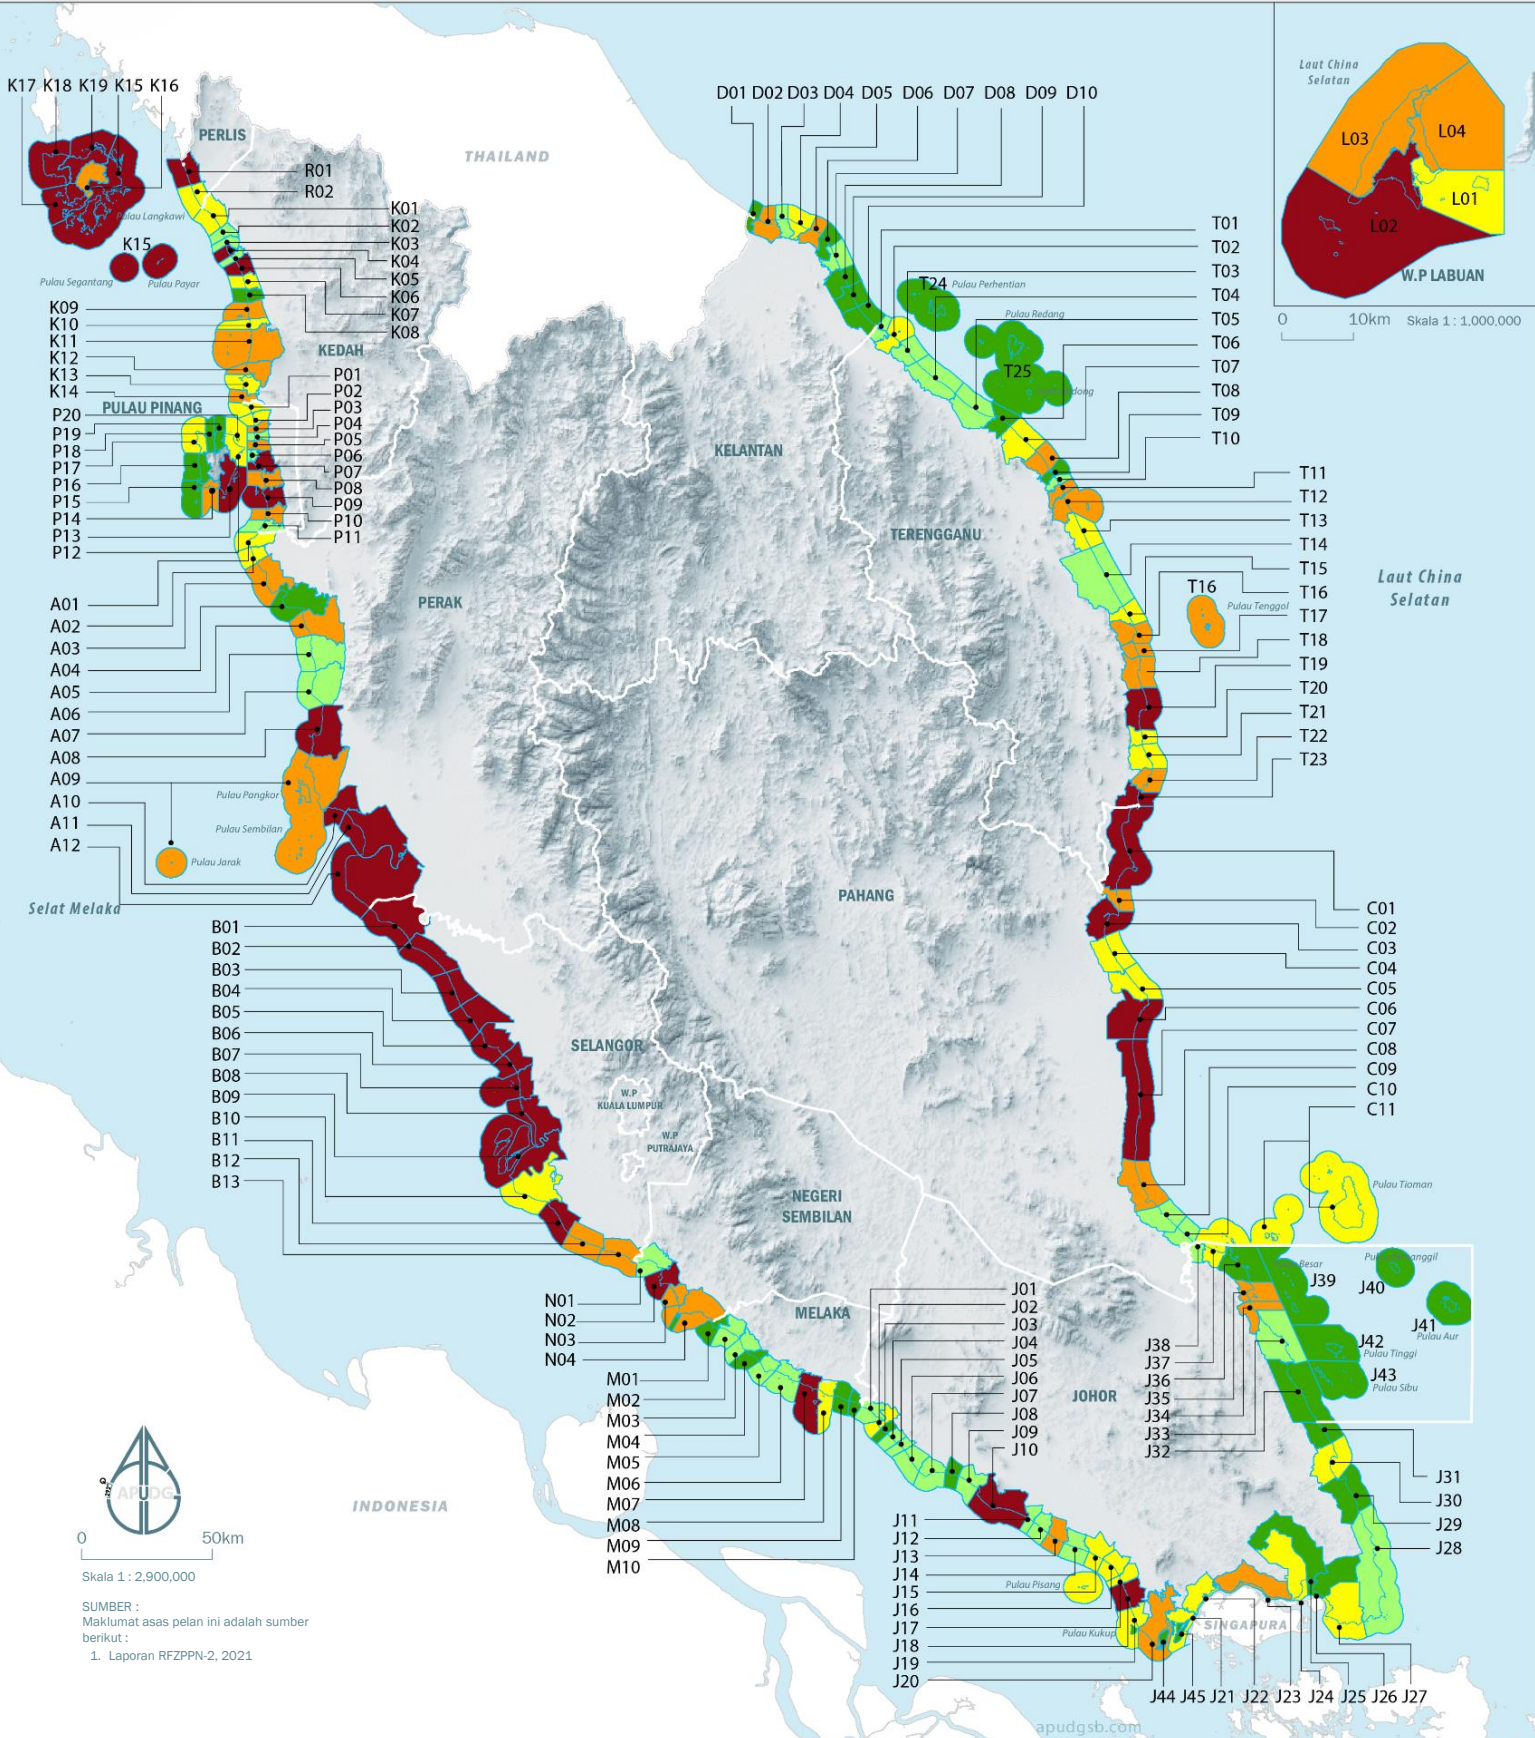 K17 K18 K19 K15 K16
PERLIS
THAILAND
R01
R02
Pulau Langkawi
K15
Pulau Segantang
Pulau Payar
K01
K02
K03
K04
K05
K06
K07
K08
K09
K10
K11
K12
K13
K14
KEDAH
PULAU PINANG
P01
P02
P03
P04
P05
P06
P07
P08
P09
P10
P11
P20
P19
P18
P17
P16
P15
P14
P13
P12
A01
A02
A03
A04
A05
A06
A07
A08
A09
A10
A11
A12
PERAK
Pulau Pangkor
Pulau Sembilan
Pulau Jarak
Selat Melaka
B01
B02
B03
B04
B05
B06
B07
B08
B09
B10
B11
B12
B13
SELANGOR
W.P
KUALA LUMPUR
W.P
PUTRAJAYA
NEGERI
SEMBILAN
N01
N02
N03
N04
MELAKA
M01
M02
M03
M04
M05
M06
M07
M08
M09
M10
D01 D02 D03 D04 D05 D06 D07 D08 D09 D10
KELANTAN
TERENGGANU
PAHANG
T24
Pulau Perhentian
Pulau Redang
T25
T01
T02
T03
T04
T05
T06
T07
T08
T09
T10
T11
T12
T13
T14
T15
T16
T17
T18
T19
T20
T21
T22
T23
T16
Pulau Tenggol
Laut China
Selatan
Laut China
Selatan
L03
L04
L01
L02
W.P LABUAN
0 10km Skala 1 : 1,000,000
C01
C02
C03
C04
C05
C06
C07
C08
C09
C10
C11
Pulau Tioman
Besar
J39
J40
J41
Pulau Aur
J42
Pulau Tinggi
J43
Pulau Sibu
J38
J37
J36
J35
J34
J33
J32
JOHOR
J01
J02
J03
J04
J05
J06
J07
J08
J09
J10
J11
J12
J13
J14
J15
J16
J17
J18
J19
J20
Pulau Pisang
Pulau Kukup
J31
J30
J29
J28
SINGAPURA
J44 J45 J21 J22 J23 J24 J25 J26 J27
INDONESIA
APUDG
0 50km
Skala 1 : 2,900,000
SUMBER :
Maklumat asas pelan ini adalah sumber
berikut :
1. Laporan RFZPPN-2, 2021
apudgsb.com